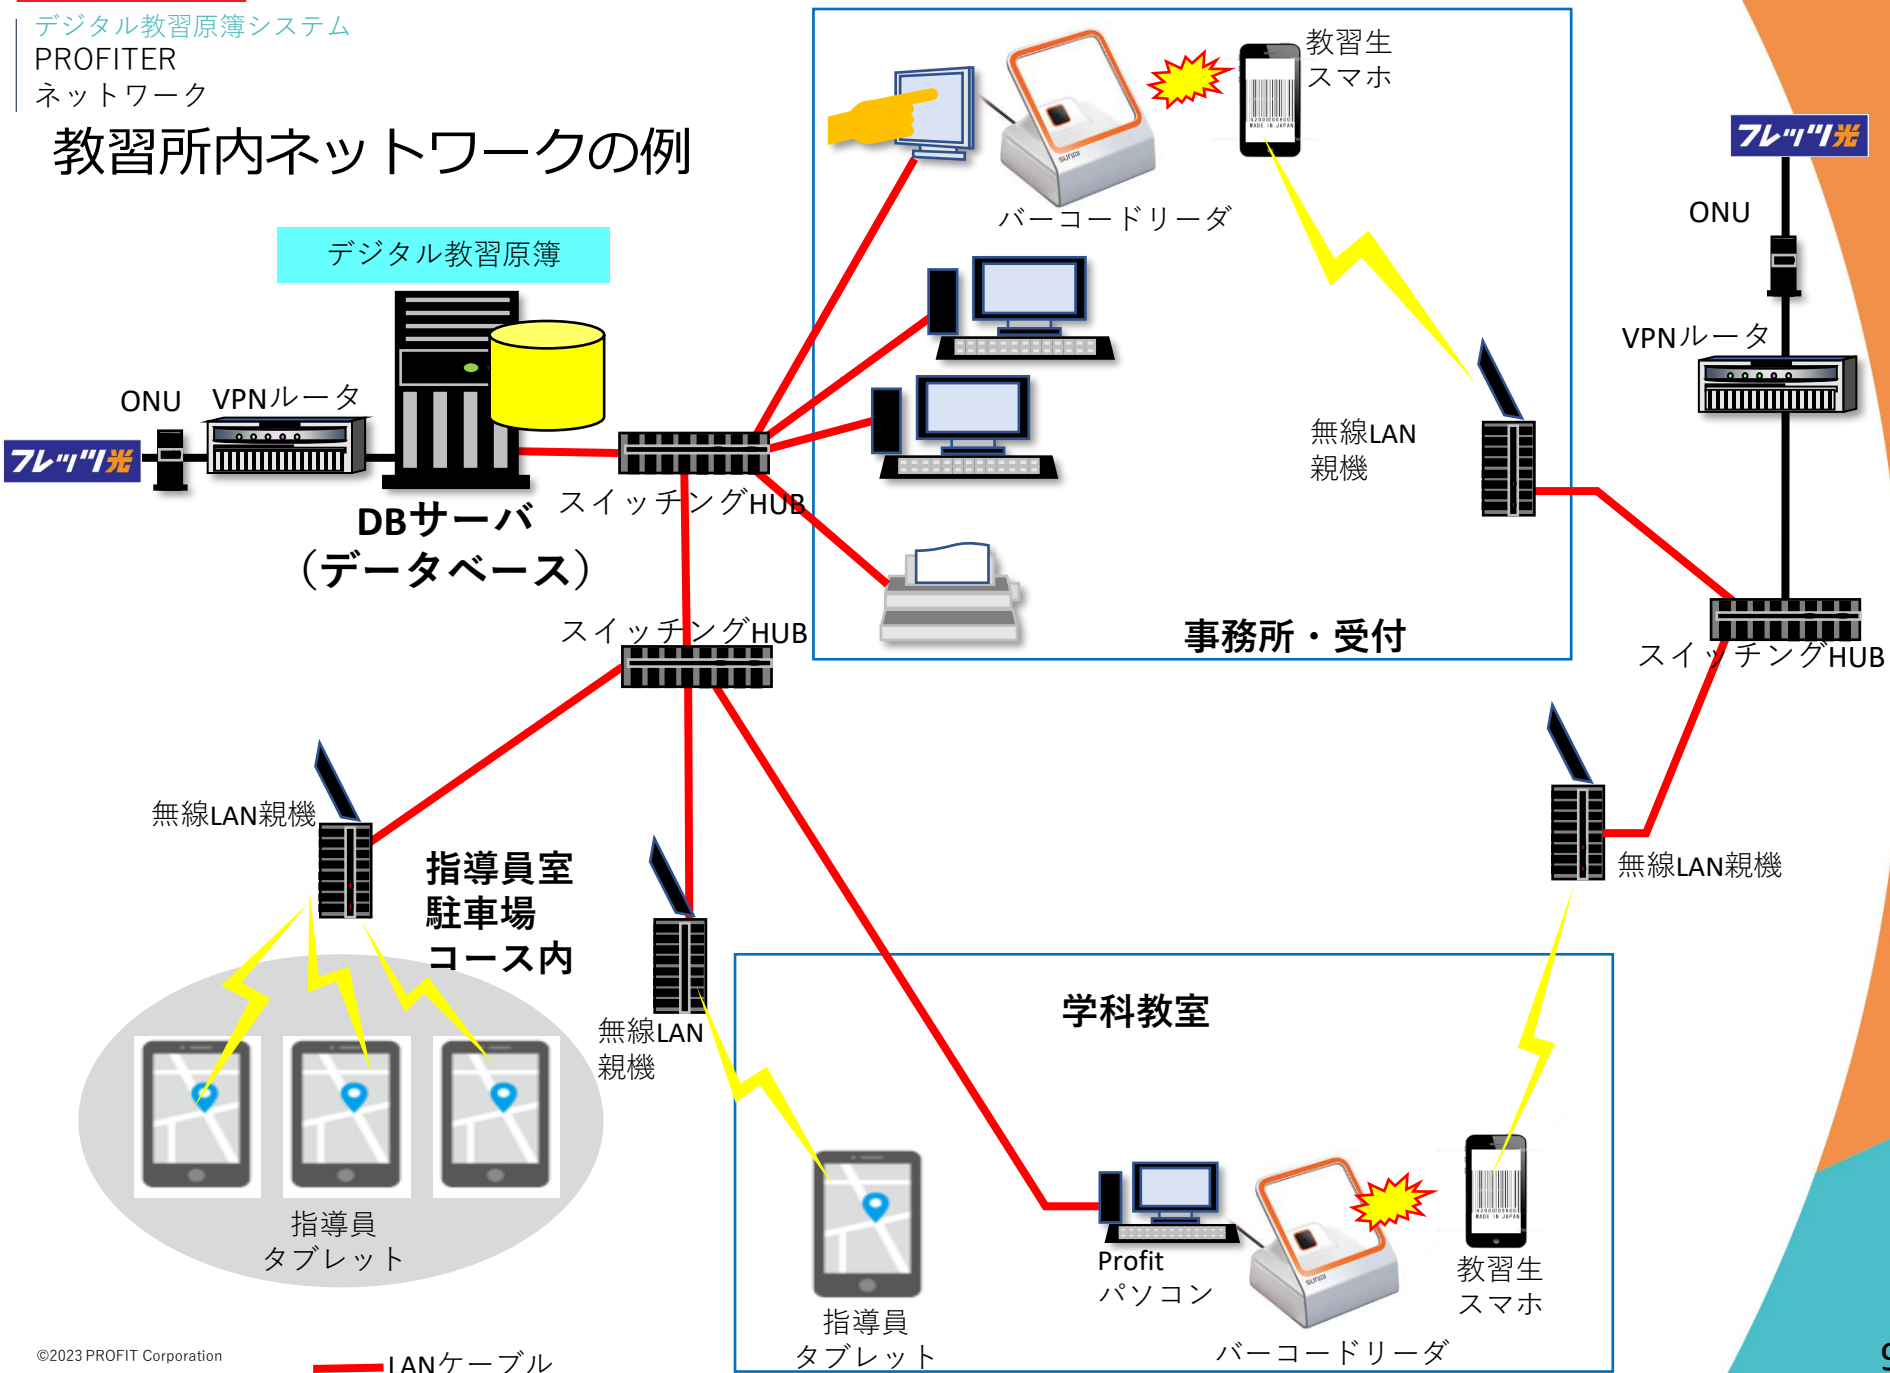 デジタル教習原簿システム
PROFITER
ネットワーク
教習所内ネットワークの例
教習生
スマホ
バーコードリーダ
フレッツ光
ONU
VPNルータ
デジタル教習原簿
ONU
VPNルータ
フレッツ光
DBサーバ
（データベース）
スイッチングHUB
無線LAN
親機
事務所・受付
スイッチングHUB
スイッチングHUB
無線LAN親機
指導員室
駐車場
コース内
無線LAN親機
無線LAN
親機
学科教室
指導員
タブレット
指導員
タブレット
Profit
パソコン
バーコードリーダ
教習生
スマホ
©2023 PROFIT Corporation
LANケーブル
MADE IN JAPAN
MADE IN JAPAN
SUNMI
SUNMI